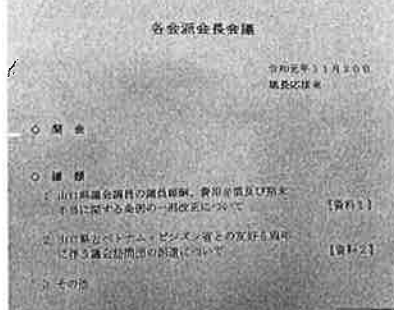 各会派会長会議
令和元年11月20日
議長応接室
◇ 開 会
◇ 議 題
1 山口県議会議員の議員報酬、費用弁償及び期末
手当に関する条例の一部改正について 【資料1】
2 山口県とベトナム・ビンズン省との友好5周年
に伴う議会訪問団の派遣について 【資料2】
3 その他